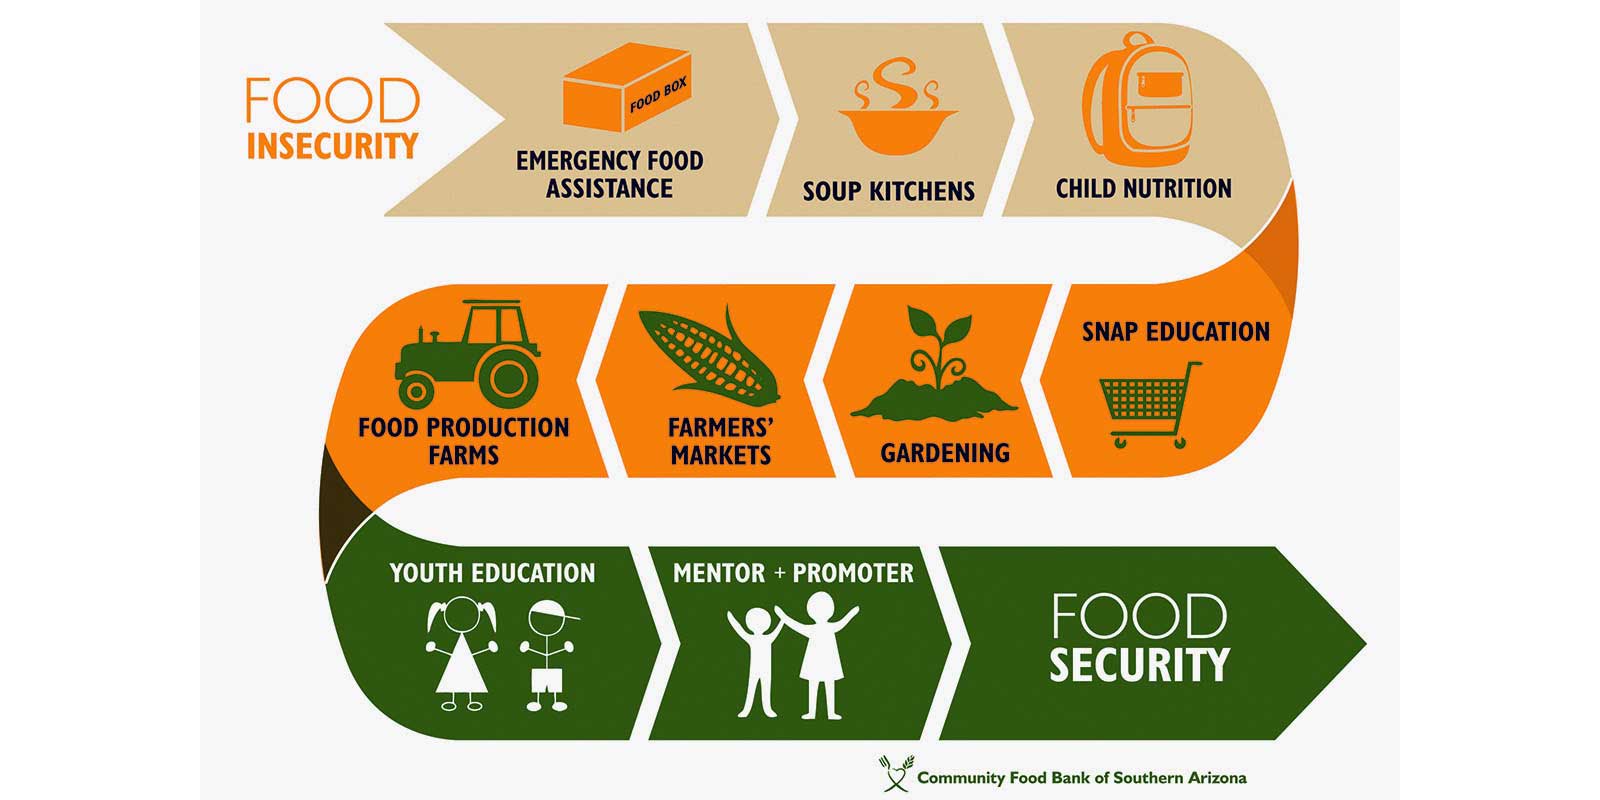 FOOD
INSECURITY
FOOD BOX
EMERGENCY FOOD
ASSISTANCE
SOUP KITCHENS
CHILD NUTRITION
SNAP EDUCATION
GARDENING
FARMERS'
MARKETS
FOOD PRODUCTION
FARMS
YOUTH EDUCATION
MENTOR + PROMOTER
FOOD
SECURITY
Community Food Bank of Southern Arizona